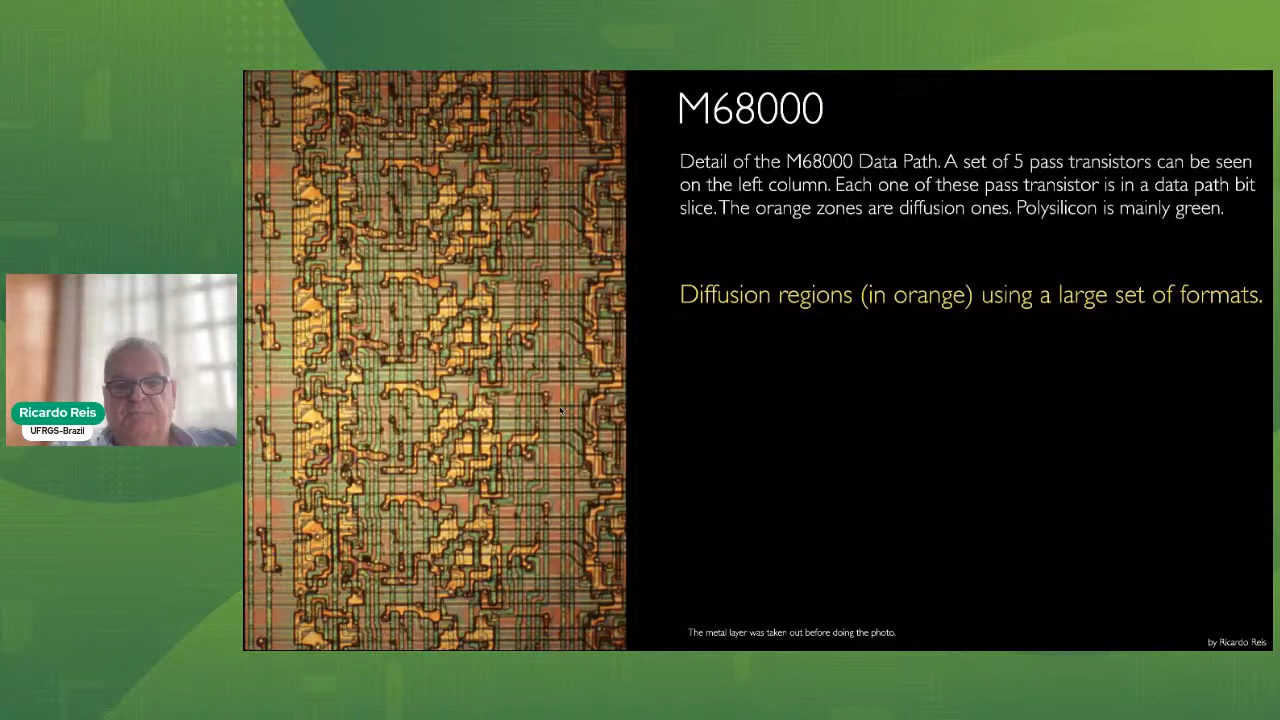 M68000
Detail of the M68000 Data Path. A set of 5 pass transistors can be seen
on the left column. Each one of these pass transistor is in a data path bit
slice. The orange zones are diffusion ones. Polysilicon is mainly green.
Diffusion regions (in orange) using a large set of formats.
Ricardo Reis
UFRGS-Brazil
The metal layer was taken out before doing the photo.
by Ricardo Reis